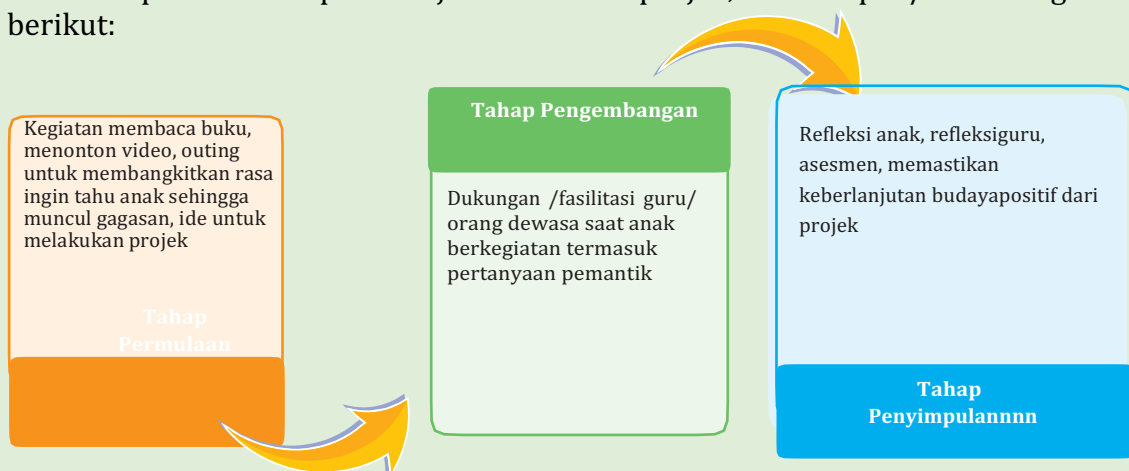 berikut:
Kegiatan membaca buku,
menonton video, outing
untuk membangkitkan rasa
ingin tahu anak sehingga
muncul gagasan, ide untuk
melakukan projek
Tahap
Permulaan
Tahap Pengembangan
Dukungan /fasilitasi guru/
orang dewasa saat anak
berkegiatan termasuk
pertanyaan pemantik
Refleksi anak, refleksiguru,
asesmen, memastikan
keberlanjutan budayapositif dari
projek
Tahap
Penyimpulannnn